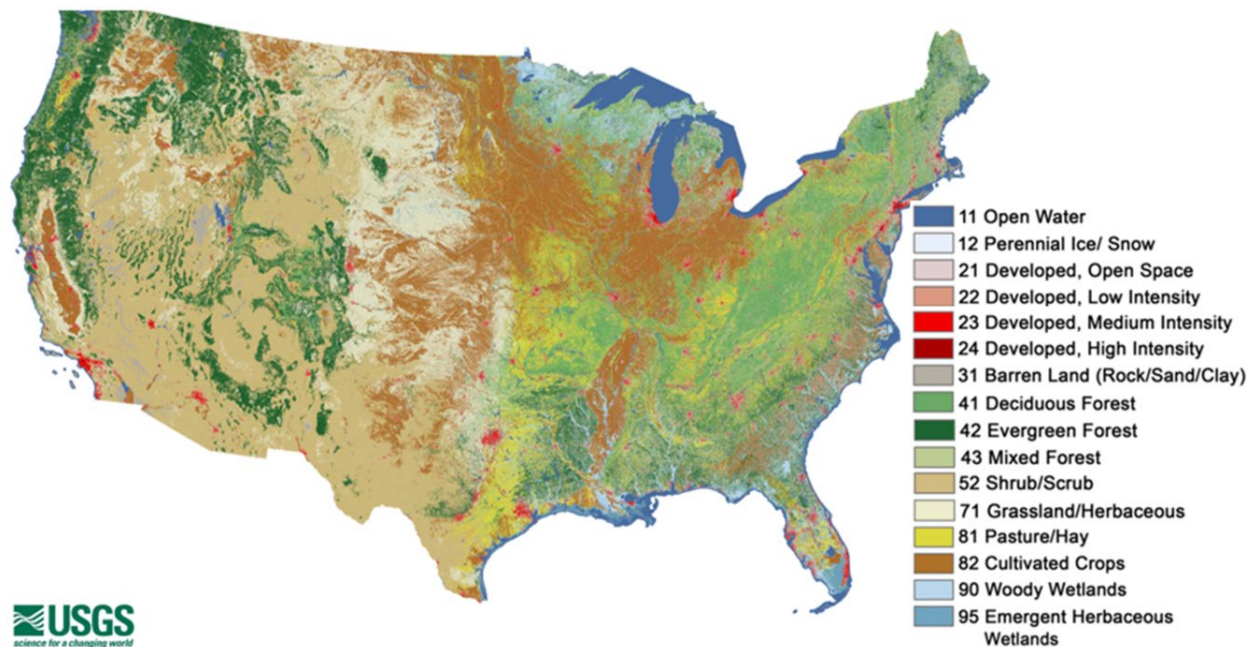 11 Open Water
12 Perennial Ice/ Snow
21 Developed, Open Space
22 Developed, Low Intensity
23 Developed, Medium Intensity
24 Developed, High Intensity
31 Barren Land (Rock/Sand/Clay)
41 Deciduous Forest
42 Evergreen Forest
43 Mixed Forest
52 Shrub/Scrub
71 Grassland/Herbaceous
81 Pasture/Hay
82 Cultivated Crops
90 Woody Wetlands
95 Emergent Herbaceous
Wetlands
USGS
science for a changing world